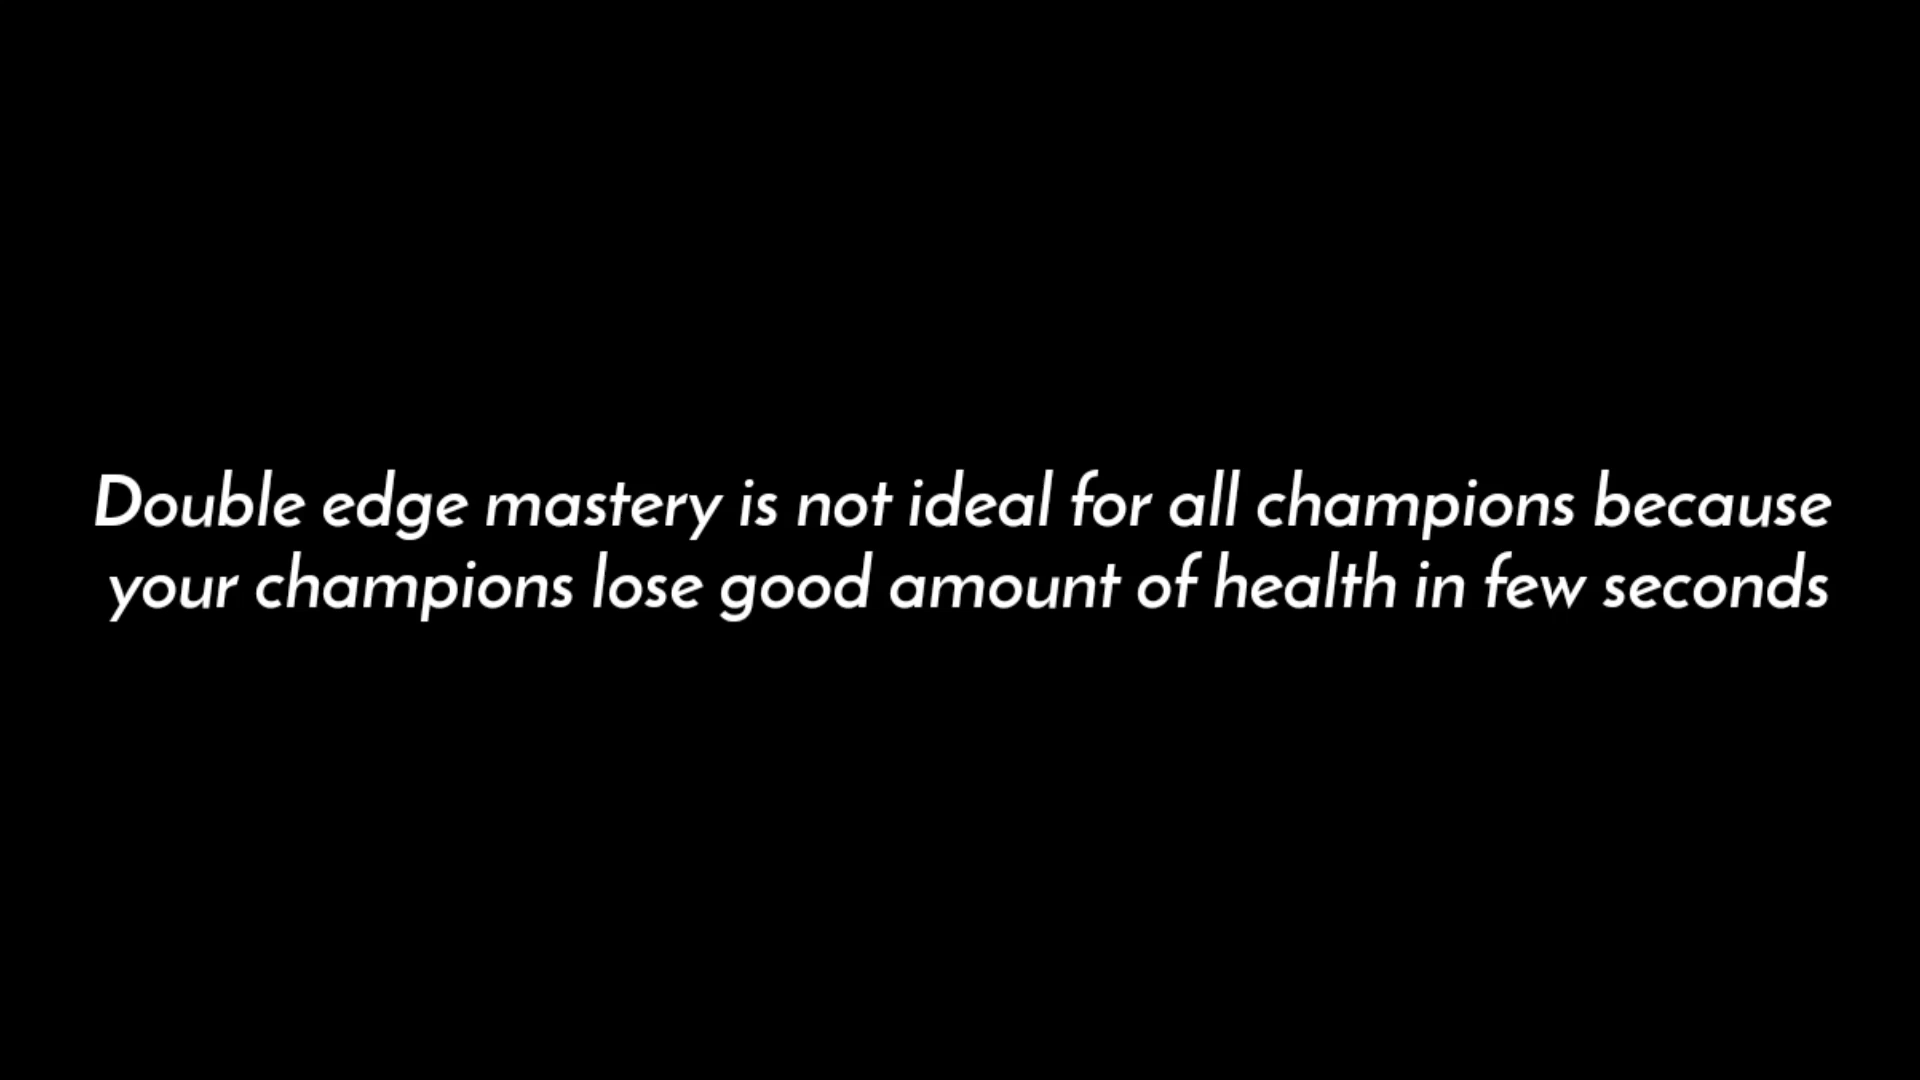 Double edge mastery is not ideal for all champions because
your champions lose good amount of health in few seconds